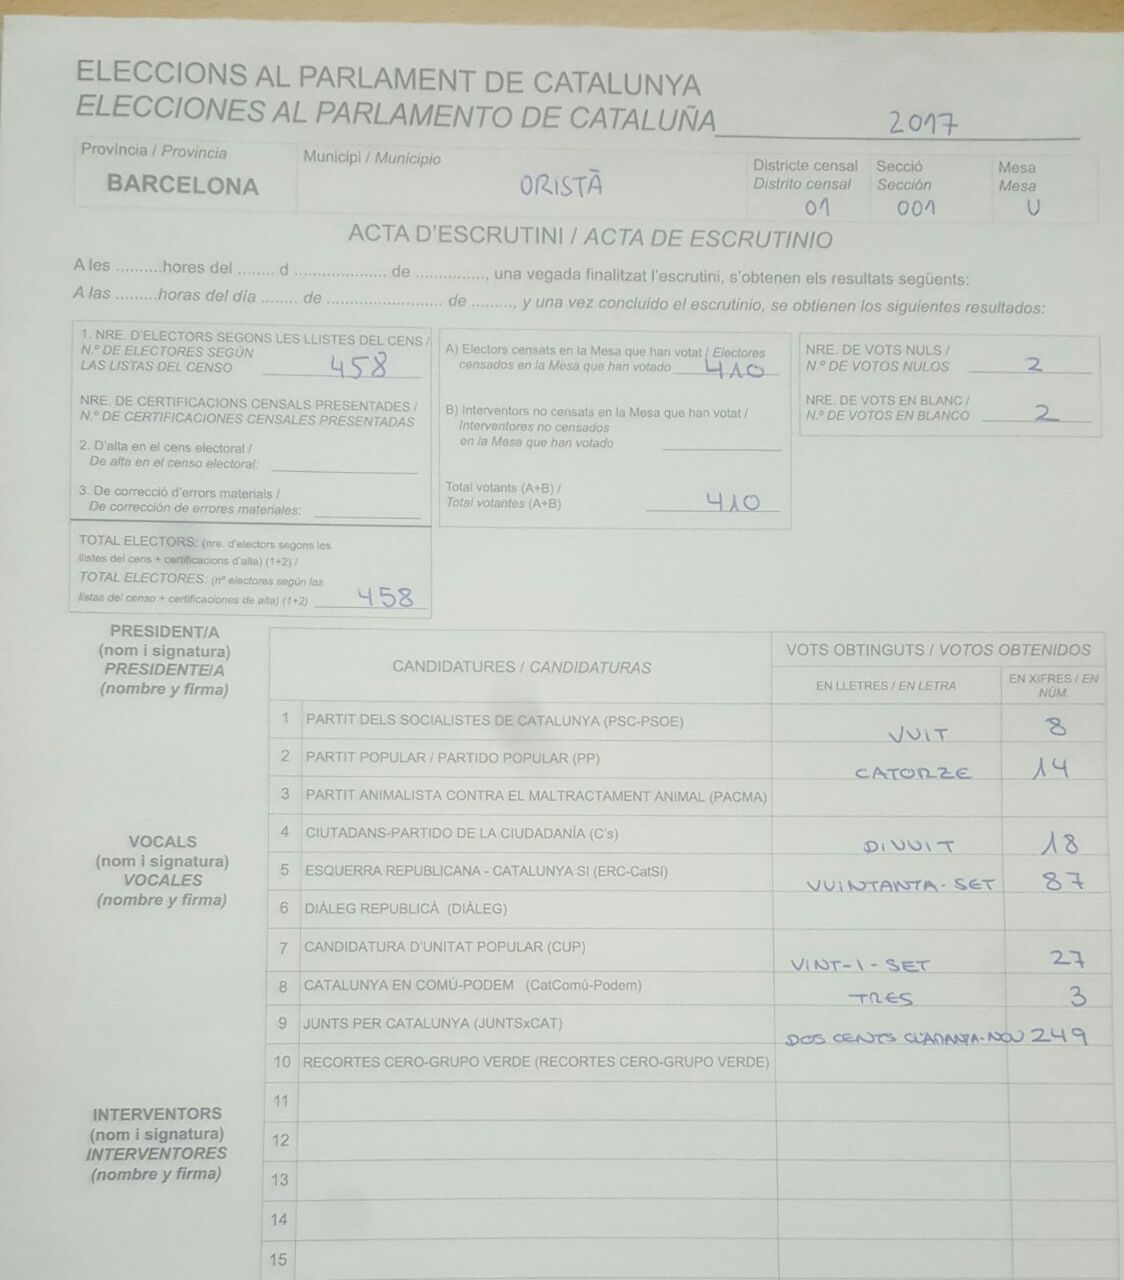 ELECCIONS AL PARLAMENT DE CATALUNYA
ELECCIONES AL PARLAMENTO DE CATALUÑA 2017
Província / Provincia
BARCELONA
Municipi / Municipio
ORISTÀ
Districte censal
Distrito censal
01
Secció
Sección
001
Mesa
Mesa
U
ACTA D'ESCRUTINI / ACTA DE ESCRUTINIO
A les ..........hores del ........ d .................... de ..............., una vegada finalitzat l'escrutini, s'obtenen els resultats següents:
A las .........horas del día ........ de ......................... de ........., y una vez concluido el escrutinio, se obtienen los siguientes resultados:
1. NRE. D'ELECTORS SEGONS LES LLISTES DEL CENS /
N.º DE ELECTORES SEGÚN
LAS LISTAS DEL CENSO 458
NRE. DE CERTIFICACIONS CENSALS PRESENTADES /
N.º DE CERTIFICACIONES CENSALES PRESENTADAS
2. D'alta en el cens electoral /
De alta en el censo electoral:
3. De correcció d'errors materials /
De corrección de errores materiales:
TOTAL ELECTORS: (nre. d'electors segons les
llistes del cens + certificacions d'alta) (1+2) /
TOTAL ELECTORES: (nº electores según las
listas del censo + certificaciones de alta) (1+2) 458
A) Electors censats en la Mesa que han votat / Electores
censados en la Mesa que han votado 410
B) Interventors no censats en la Mesa que han votat /
Interventores no censados
en la Mesa que han votado
Total votants (A+B) /
Total votantes (A+B) 410
NRE. DE VOTS NULS /
N.º DE VOTOS NULOS 2
NRE. DE VOTS EN BLANC /
N.º DE VOTOS EN BLANCO 2
PRESIDENT/A
(nom i signatura)
PRESIDENTE/A
(nombre y firma)
VOCALS
(nom i signatura)
VOCALES
(nombre y firma)
INTERVENTORS
(nom i signatura)
INTERVENTORES
(nombre y firma)
CANDIDATURES / CANDIDATURAS
VOTS OBTINGUTS / VOTOS OBTENIDOS
EN LLETRES / EN LETRA
EN XIFRES / EN
NÚM.
1 PARTIT DELS SOCIALISTES DE CATALUNYA (PSC-PSOE) VUIT 8
2 PARTIT POPULAR / PARTIDO POPULAR (PP) CATORZE 14
3 PARTIT ANIMALISTA CONTRA EL MALTRACTAMENT ANIMAL (PACMA)
4 CIUTADANS-PARTIDO DE LA CIUDADANÍA (C's) DIVUIT 18
5 ESQUERRA REPUBLICANA - CATALUNYA SI (ERC-CatSí) VUINTANTA-SET 87
6 DIÀLEG REPUBLICÀ (DIÀLEG)
7 CANDIDATURA D'UNITAT POPULAR (CUP) VINT-I-SET 27
8 CATALUNYA EN COMÚ-PODEM (CatComú-Podem) TRES 3
9 JUNTS PER CATALUNYA (JUNTSxCAT) DOS CENTS 249
10 RECORTES CERO-GRUPO VERDE (RECORTES CERO-GRUPO VERDE)
11
12
13
14
15